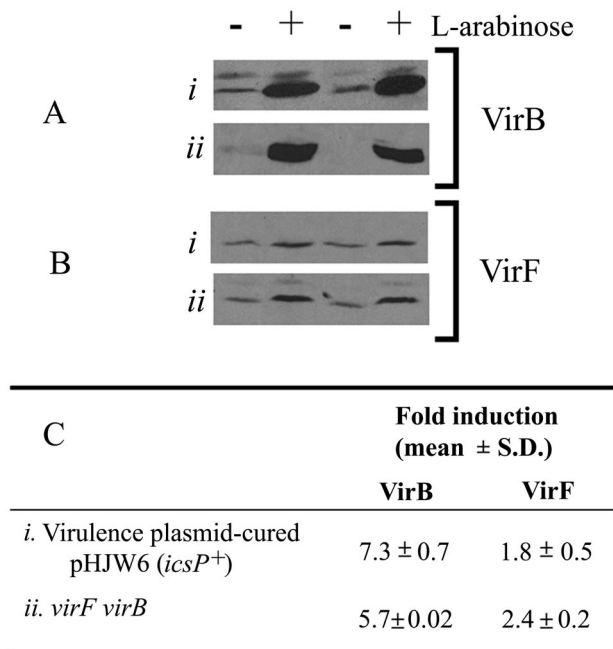 - + - + L-arabinose
A
i
ii
VirB
B
i
ii
VirF
C
Fold induction
(mean ± S.D.)
VirB VirF
i. Virulence plasmid-cured
pHJW6 (icsP+) 7.3 ± 0.7 1.8 ± 0.5
ii. virF virB 5.7±0.02 2.4 ± 0.2